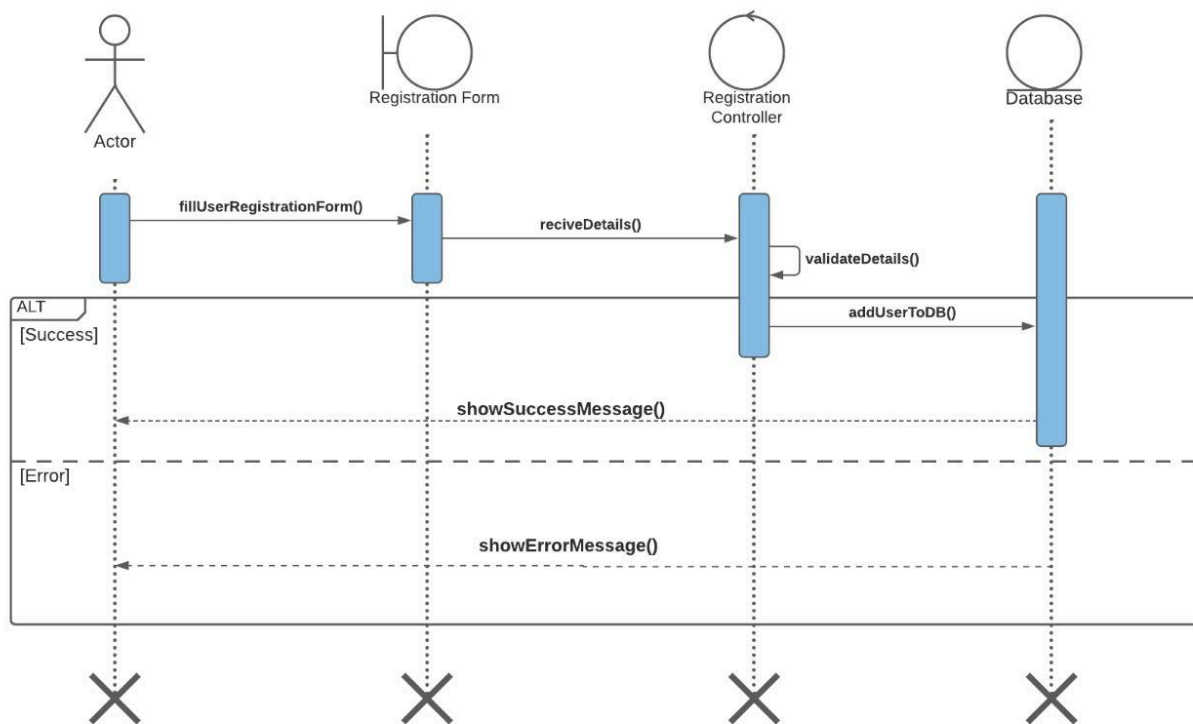 Actor
Registration Form
Registration
Controller
Database
fillUserRegistrationForm()
reciveDetails()
validateDetails()
ALT
[Success]
addUserToDB()
showSuccessMessage()
[Error]
showErrorMessage()